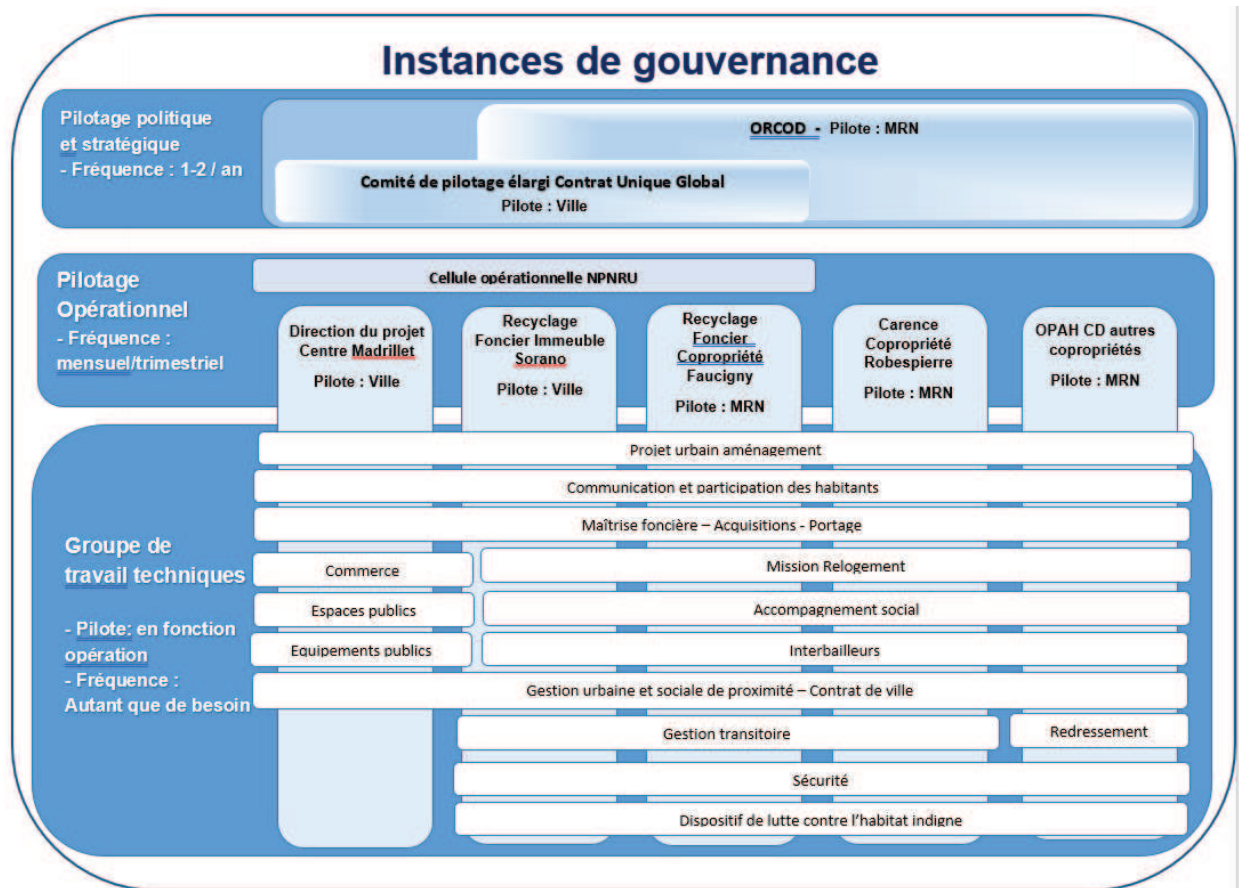 Instances de gouvernance
Pilotage politique
et stratégique
- Fréquence : 1-2 / an
ORCOD - Pilote : MRN
Comité de pilotage élargi Contrat Unique Global
Pilote : Ville
Pilotage
Opérationnel
- Fréquence :
mensuel/trimestriel
Cellule opérationnelle NPNRU
Direction du projet
Centre Madrillet
Pilote : Ville
Recyclage
Foncier Immeuble
Sorano
Pilote : Ville
Recyclage
Foncier
Copropriété
Faucigny
Pilote : MRN
Carence
Copropriété
Robespierre
Pilote : MRN
OPAH CD autres
copropriétés
Pilote : MRN
Groupe de
travail techniques
- Pilote: en fonction
opération
- Fréquence :
Autant que de besoin
Projet urbain aménagement
Communication et participation des habitants
Maîtrise foncière – Acquisitions - Portage
Commerce
Mission Relogement
Espaces publics
Accompagnement social
Equipements publics
Interbailleurs
Gestion urbaine et sociale de proximité – Contrat de ville
Gestion transitoire
Redressement
Sécurité
Dispositif de lutte contre l'habitat indigne